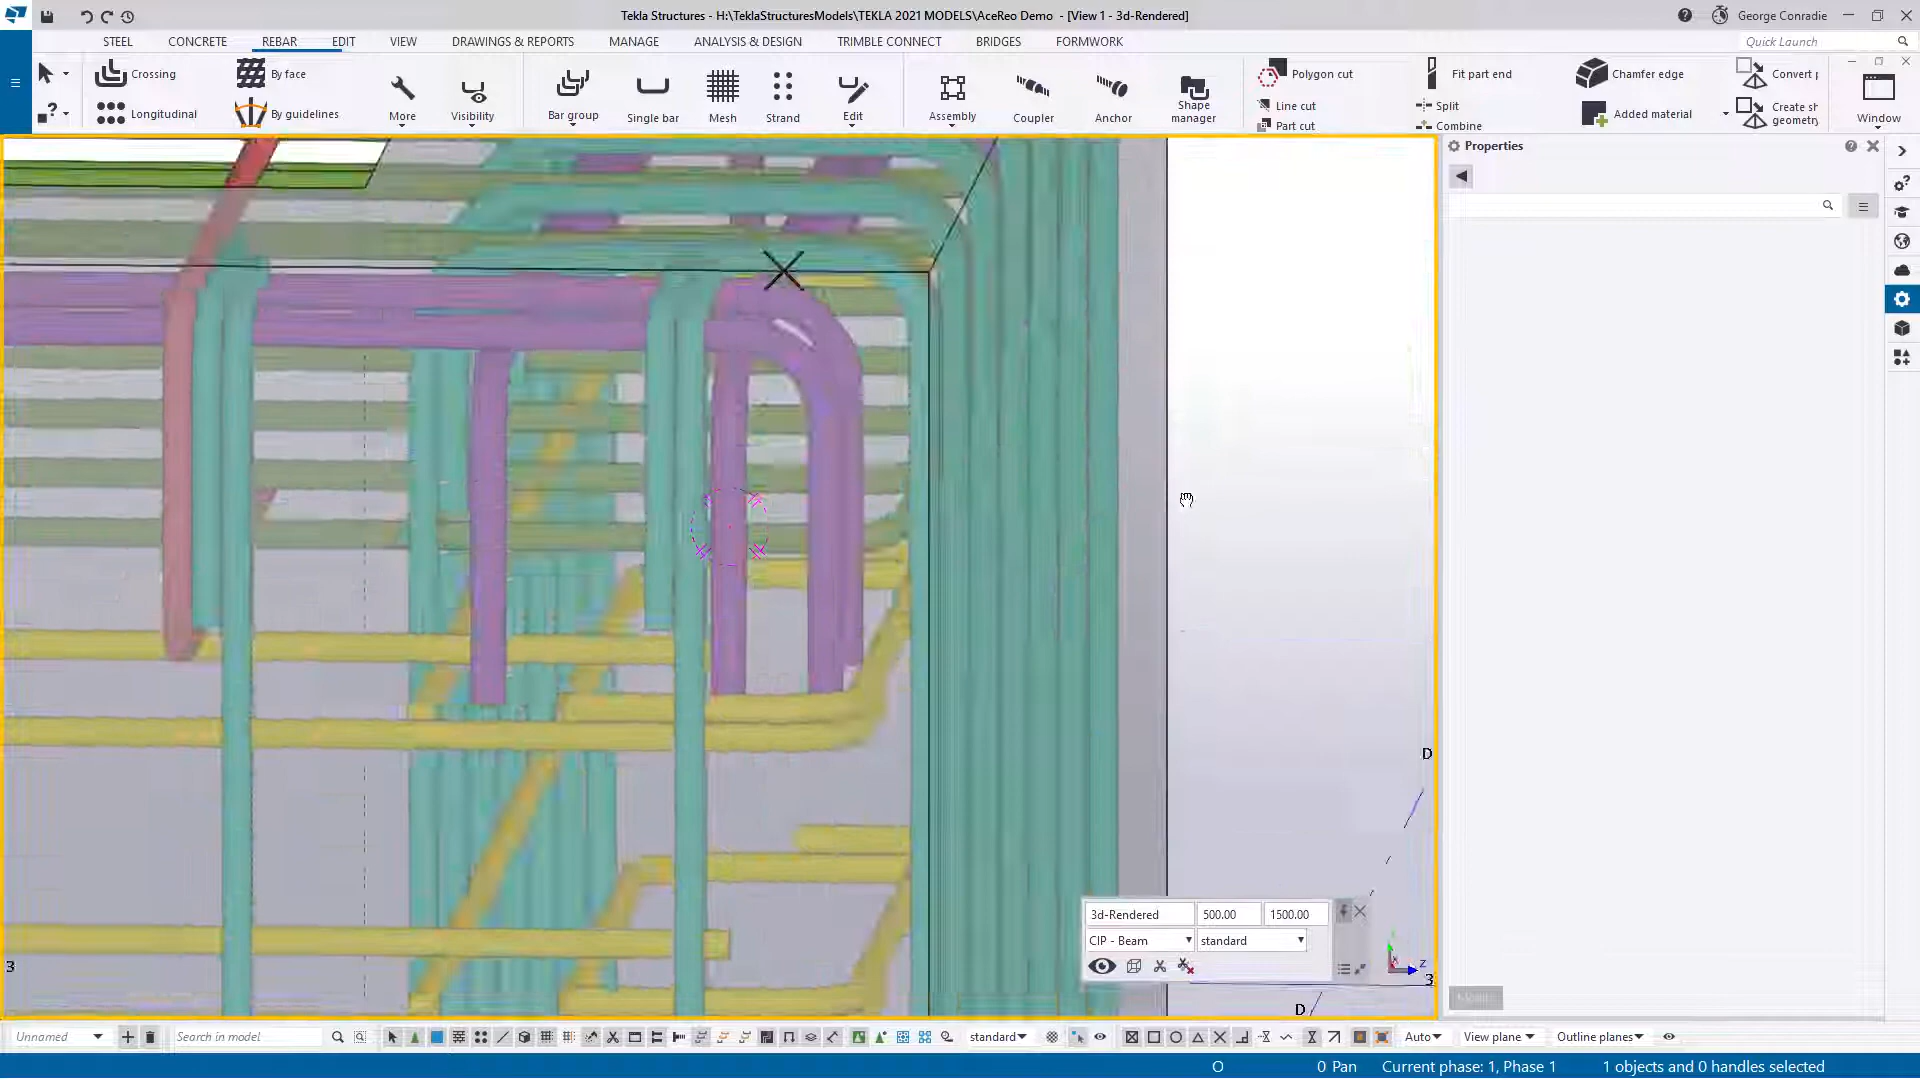 Tekla Structures - H:\TeklaStructuresModels\TEKLA 2021 MODELS\AceReo Demo - [View 1 - 3d-Rendered]
George Conradie
STEEL CONCRETE REBAR EDIT VIEW DRAWINGS & REPORTS MANAGE ANALYSIS & DESIGN TRIMBLE CONNECT BRIDGES FORMWORK
Quick Launch
Crossing
Longitudinal
By face
By guidelines
More
Visibility
Bar group
Single bar
Mesh
Strand
Edit
Assembly
Coupler
Anchor
Shape
manager
Polygon cut
Line cut
Part cut
Fit part end
Split
Combine
Chamfer edge
Added material
Convert
Create sh
geometry
Window
Properties
D
3d-Rendered 500.00 1500.00
CIP - Beam standard
Z
3
3
D
Unnamed
Search in model
standard
Auto
View plane
Outline planes
O
0 Pan
Current phase: 1, Phase 1
1 objects and 0 handles selected